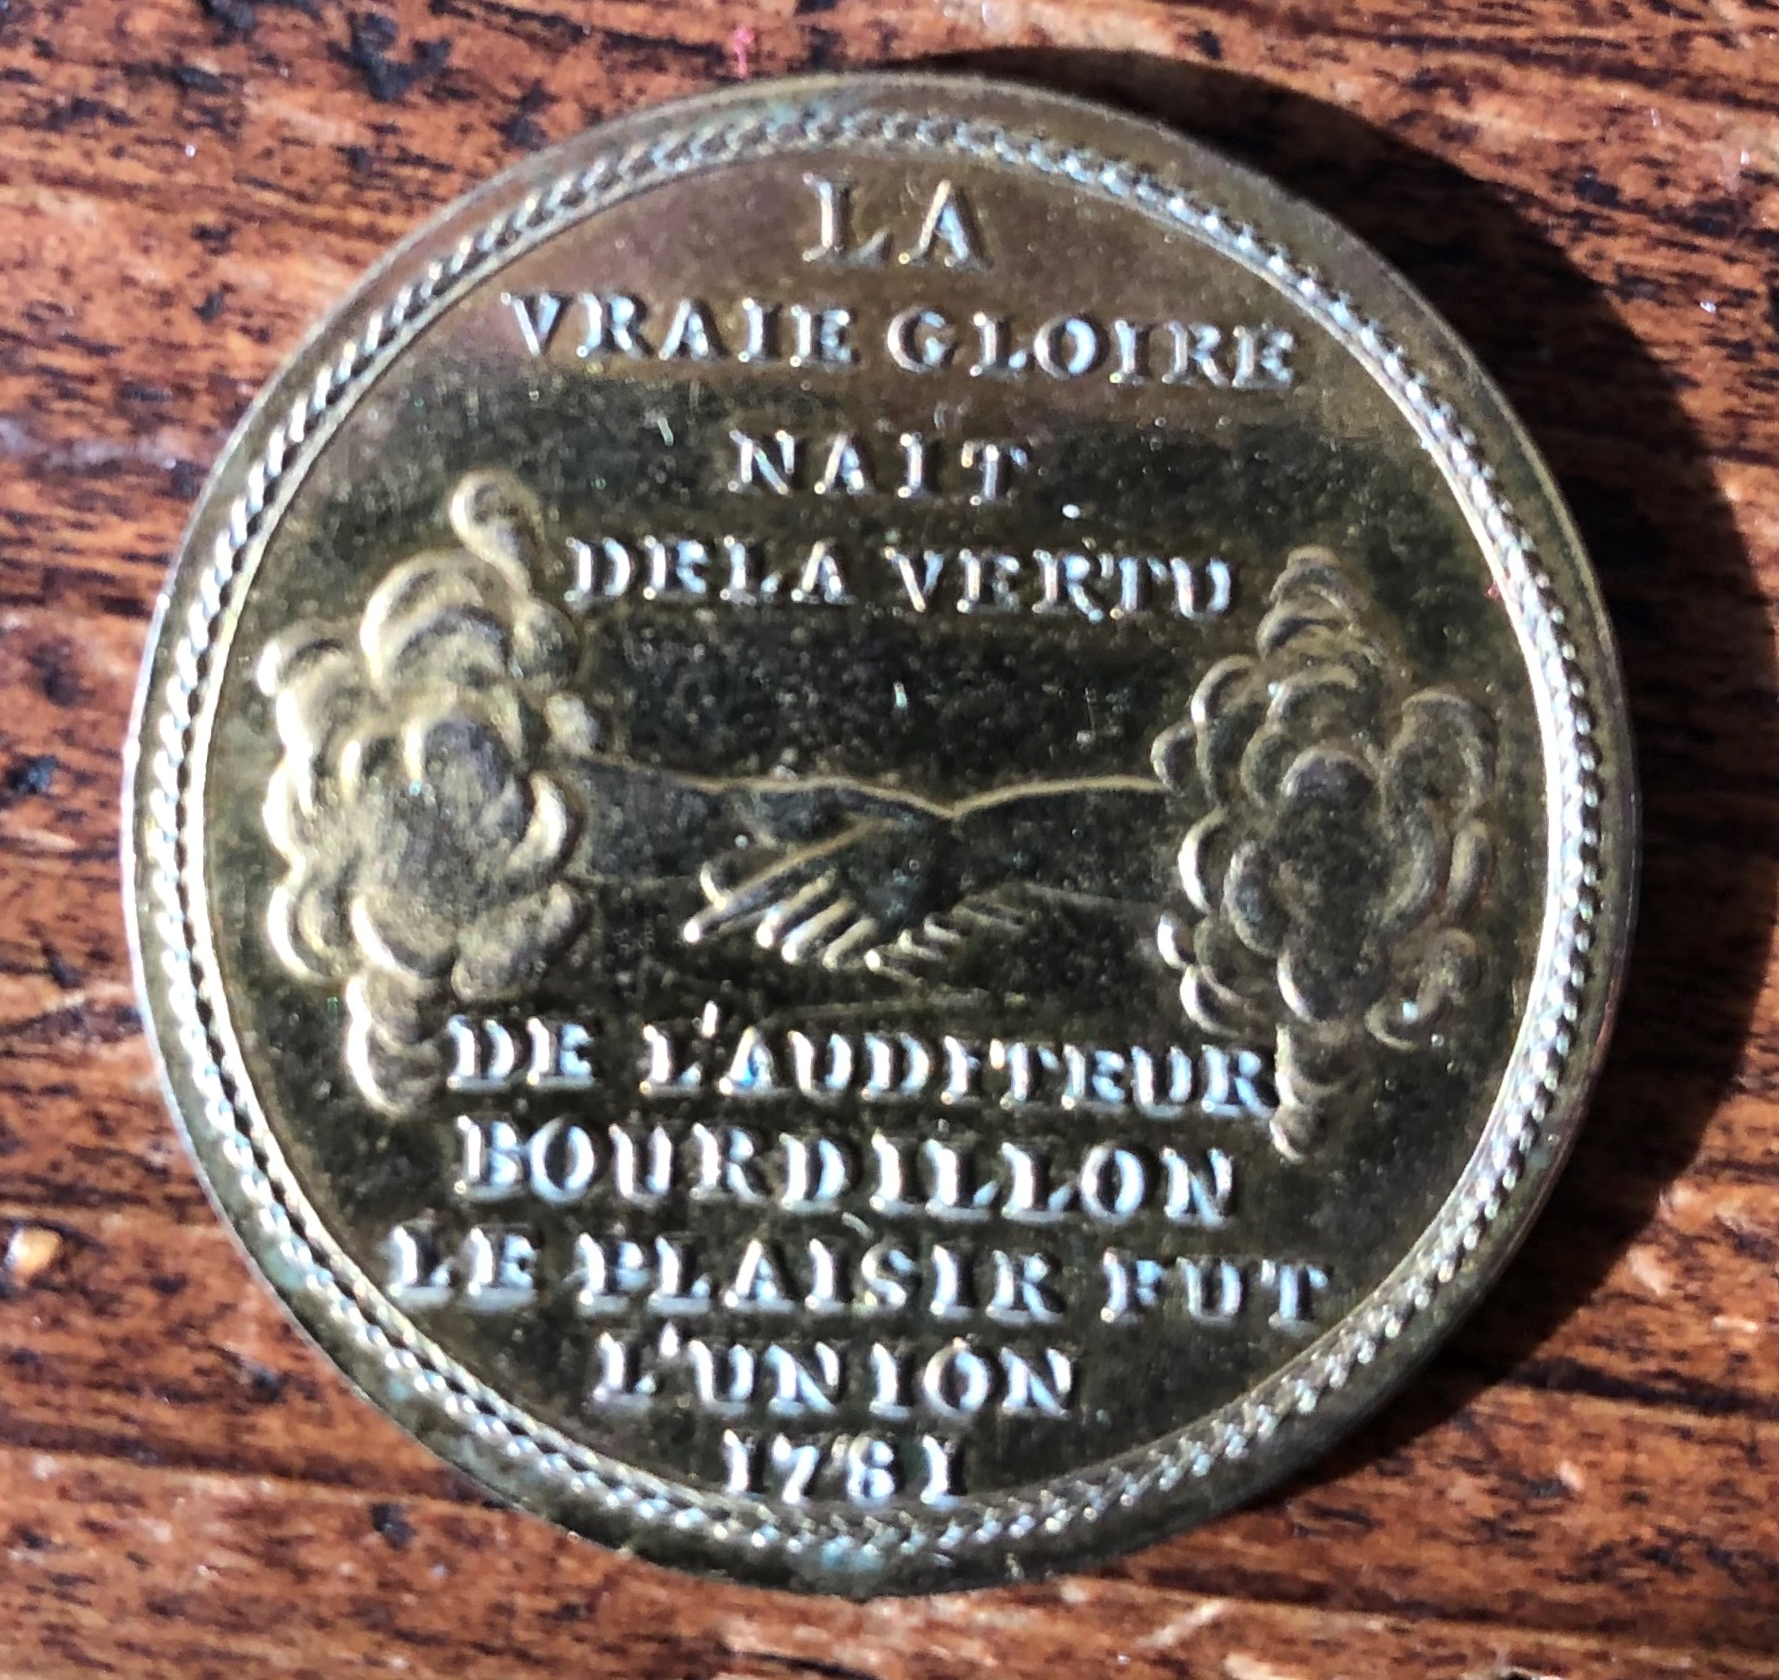 LA
VRAIE GLOIRE
NAIT
DELA VERTU
DE L'AUDITEUR
BOURDILLON
LE PLAISIR FUT
L'UNION
1781